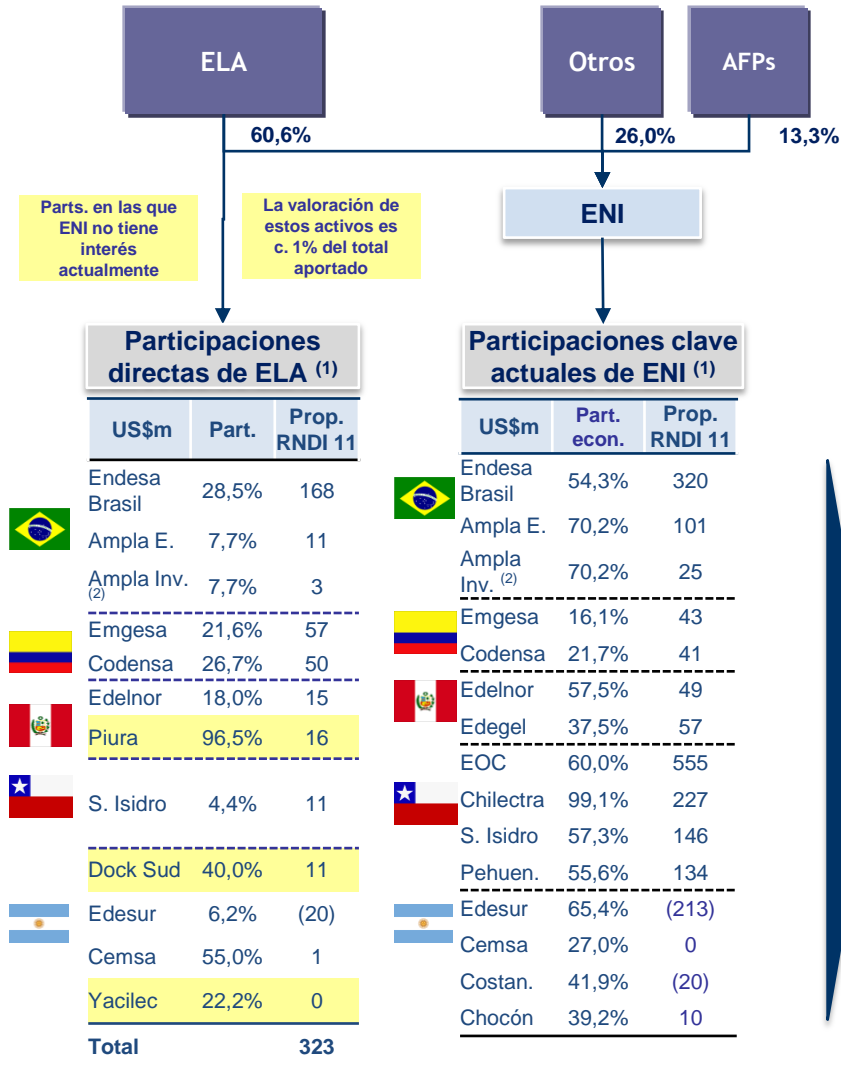 ELA
Otros
AFPs
60,6%
26,0%
13,3%
Parts. en las que
ENI no tiene
interés
actualmente
La valoración de
estos activos es
c. 1% del total
aportado
ENI
Participaciones
directas de ELA (1)
US$m Part. Prop.
RNDI 11
Endesa
Brasil 28,5% 168
Ampla E. 7,7% 11
Ampla Inv.
(2) 7,7% 3
Emgesa 21,6% 57
Codensa 26,7% 50
Edelnor 18,0% 15
Piura 96,5% 16
S. Isidro 4,4% 11
Dock Sud 40,0% 11
Edesur 6,2% (20)
Cemsa 55,0% 1
Yacilec 22,2% 0
Total 323
Participaciones clave
actuales de ENI (1)
US$m Part. Prop.
econ. RNDI 11
Endesa
Brasil 54,3% 320
Ampla E. 70,2% 101
Ampla
Inv. (2) 70,2% 25
Emgesa 16,1% 43
Codensa 21,7% 41
Edelnor 57,5% 49
Edegel 37,5% 57
EOC 60,0% 555
Chilectra 99,1% 227
S. Isidro 57,3% 146
Pehuen. 55,6% 134
Edesur 65,4% (213)
Cemsa 27,0% 0
Costan. 41,9% (20)
Chocón 39,2% 10